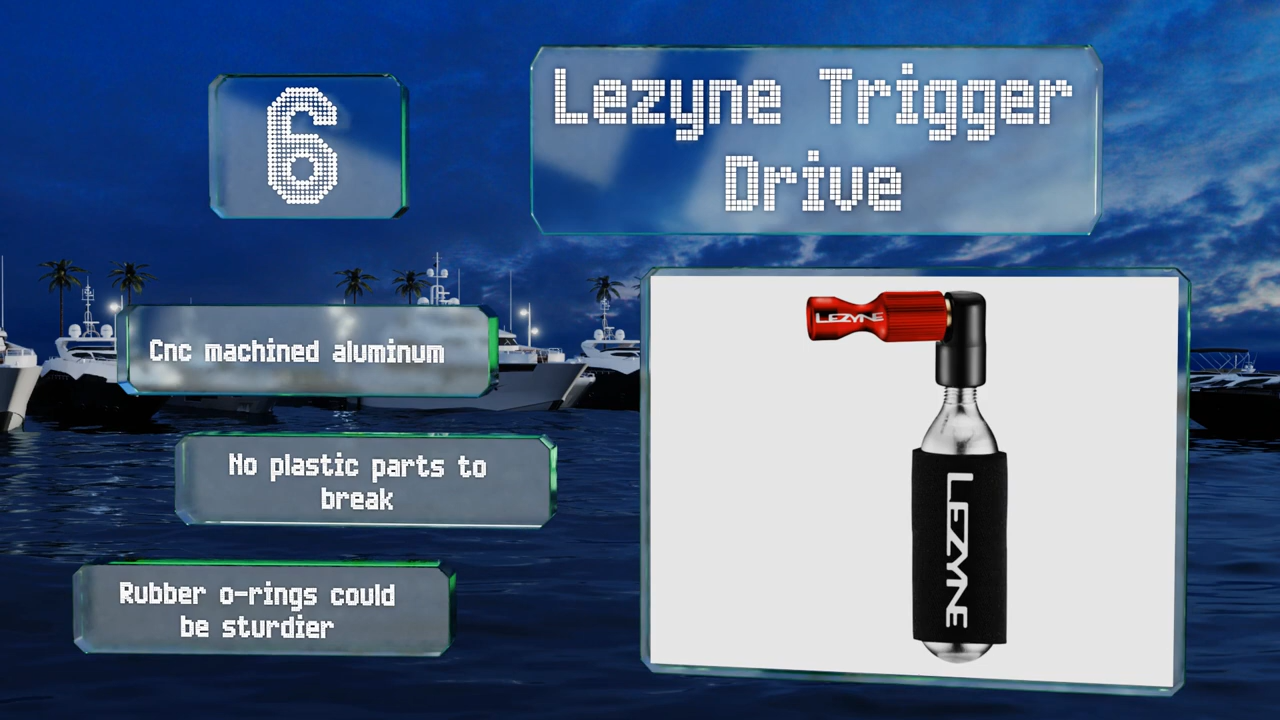 6
Lezyne Trigger
Drive
Cnc machined aluminum
No plastic parts to
break
Rubber o-rings could
be sturdier
LEZYNE
LEZYNE